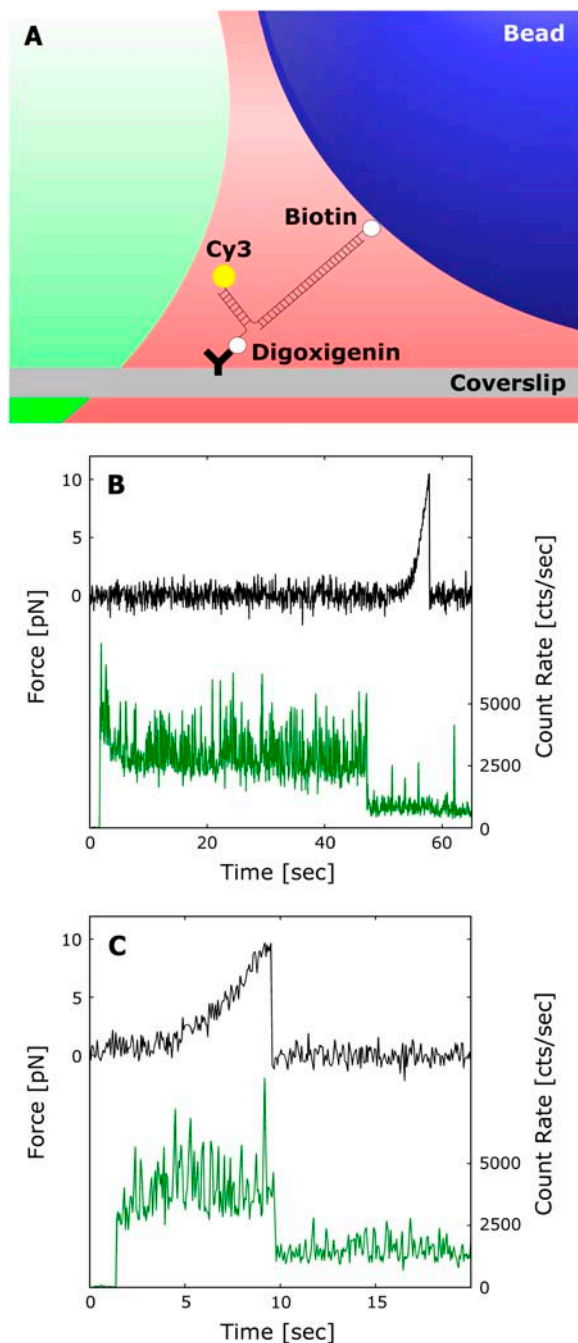 A
Bead
Biotin
Cy3
Digoxigenin
Coverslip
B
10
5
0
Force [pN]
5000
2500
0
Count Rate [cts/sec]
0
20
40
60
Time [sec]
C
10
5
0
Force [pN]
5000
2500
0
Count Rate [cts/sec]
0
5
10
15
Time [sec]